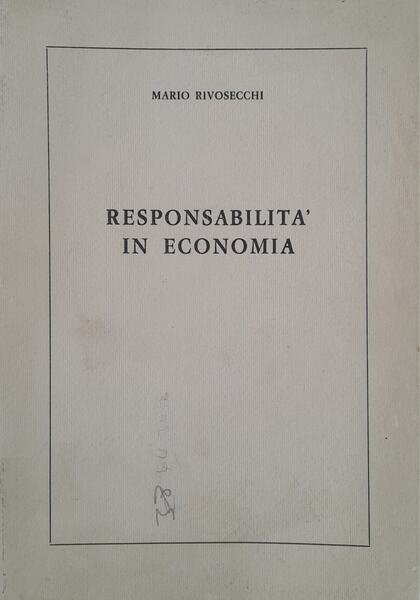 MARIO RIVOSECCHI
RESPONSABILITA'
IN ECONOMIA